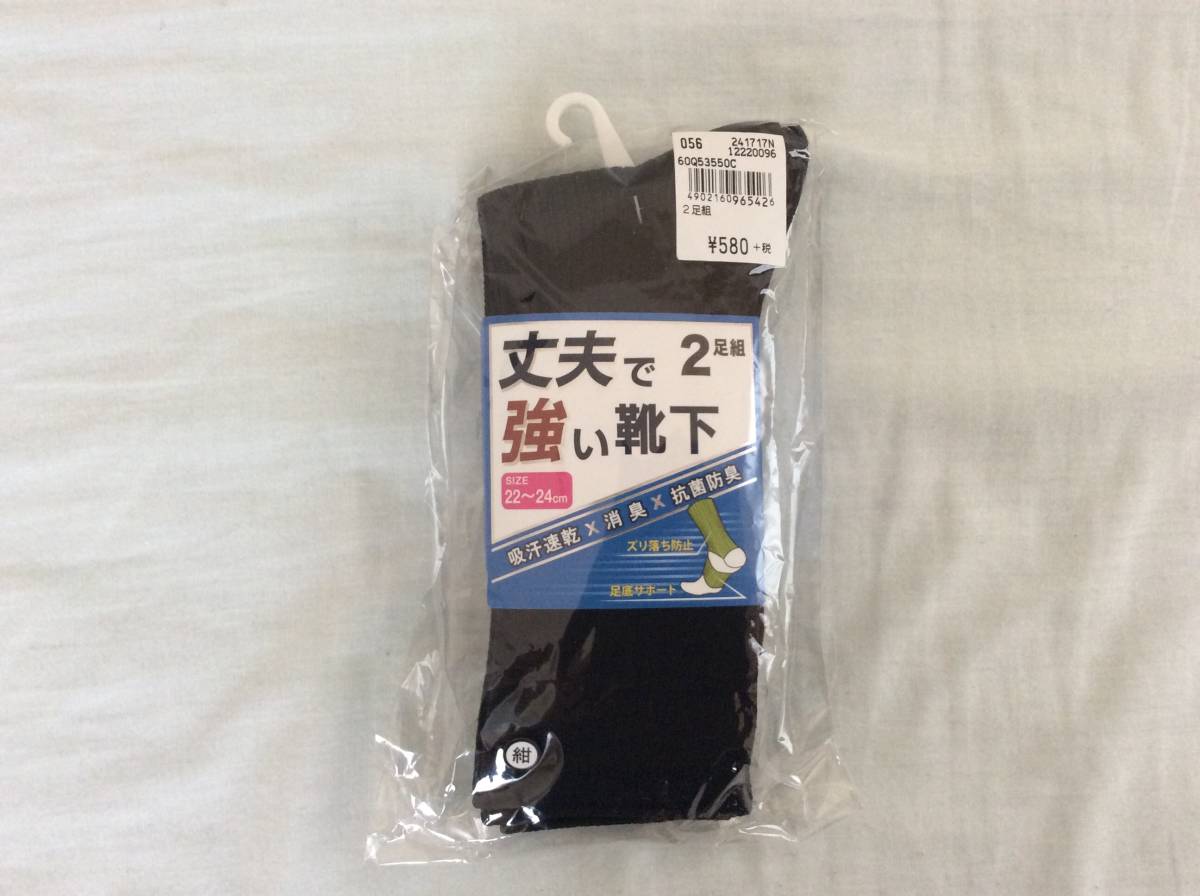 056 241717N
12220096
60Q53550C
4902160965426
2足組
¥580 +税
丈夫で 2足組
強い靴下
SIZE
22〜24cm
吸汗速乾×消臭×抗菌防臭
ズリ落ち防止
足底サポート
紺